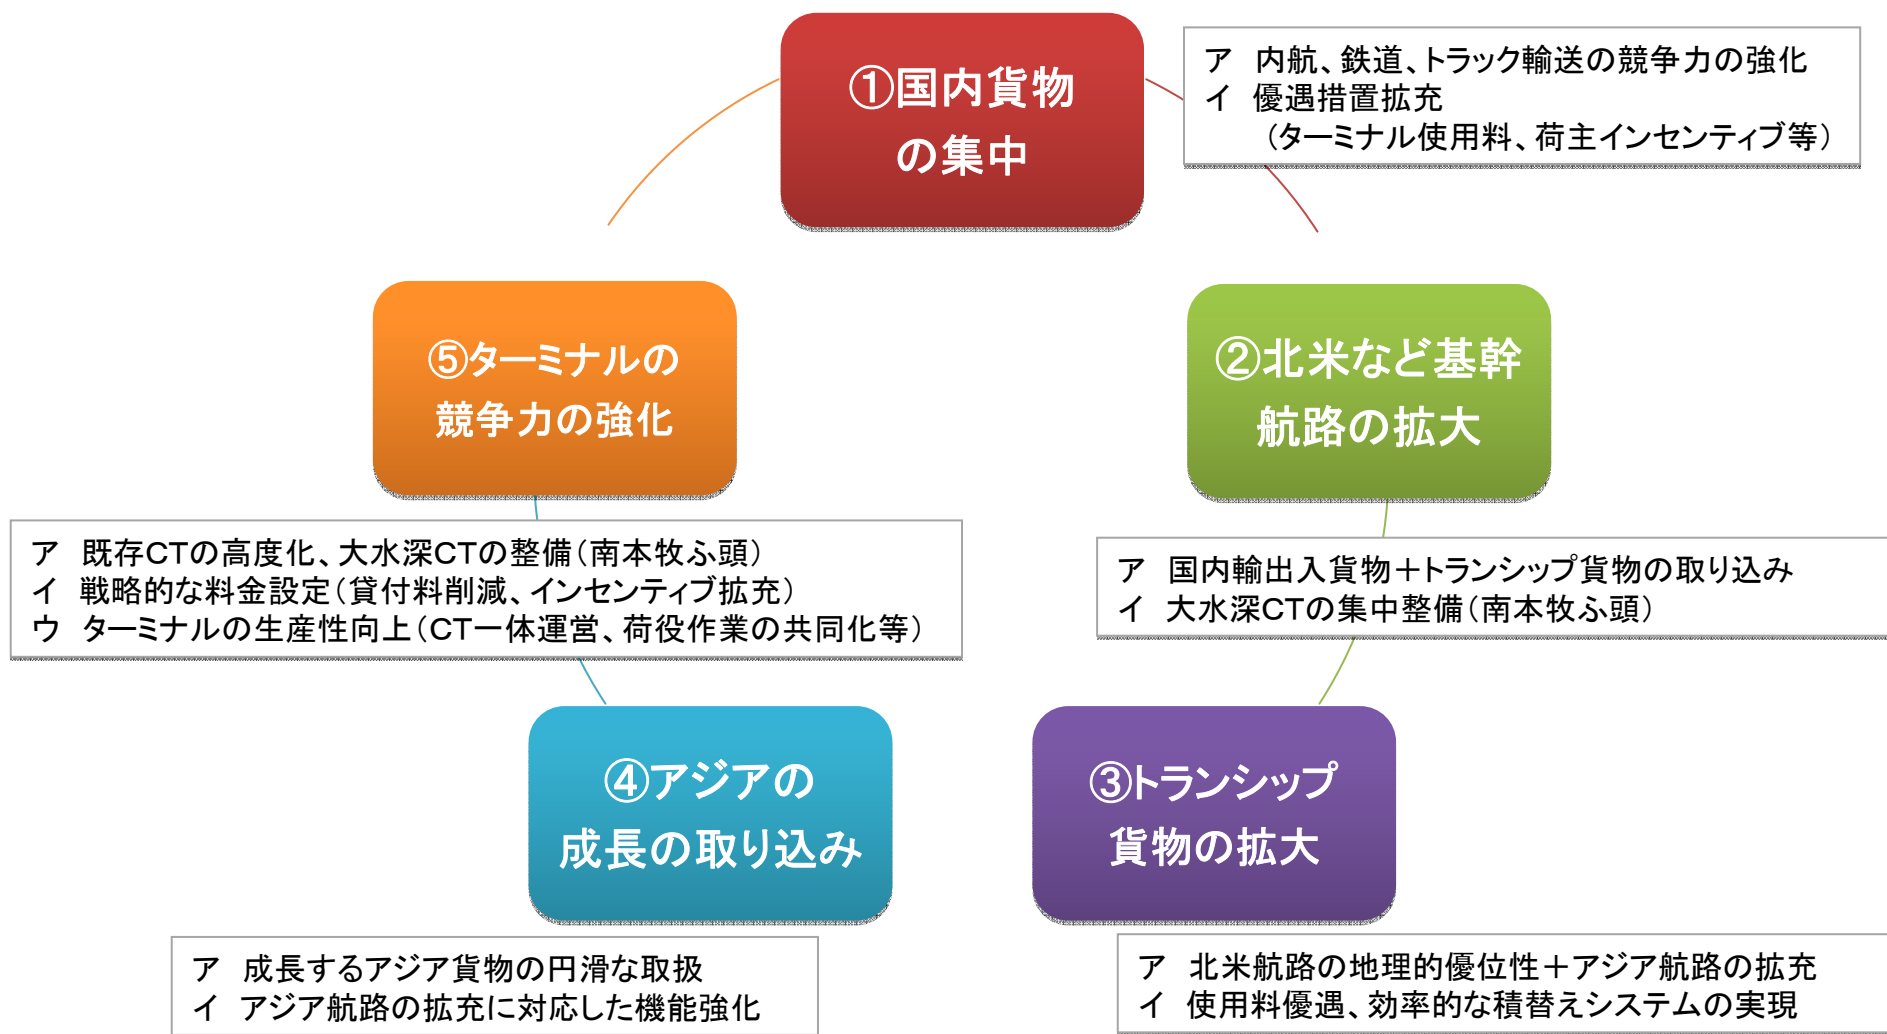 ①国内貨物
の集中
ア　内航、鉄道、トラック輸送の競争力の強化
イ　優遇措置拡充
（ターミナル使用料、荷主インセンティブ等）
②北米など基幹
航路の拡大
ア　国内輸出入貨物＋トランシップ貨物の取り込み
イ　大水深CTの集中整備（南本牧ふ頭）
③トランシップ
貨物の拡大
ア　北米航路の地理的優位性＋アジア航路の拡充
イ　使用料優遇、効率的な積替えシステムの実現
④アジアの
成長の取り込み
ア　成長するアジア貨物の円滑な取扱
イ　アジア航路の拡充に対応した機能強化
⑤ターミナルの
競争力の強化
ア　既存CTの高度化、大水深CTの整備（南本牧ふ頭）
イ　戦略的な料金設定（貸付料削減、インセンティブ拡充）
ウ　ターミナルの生産性向上（CT一体運営、荷役作業の共同化等）